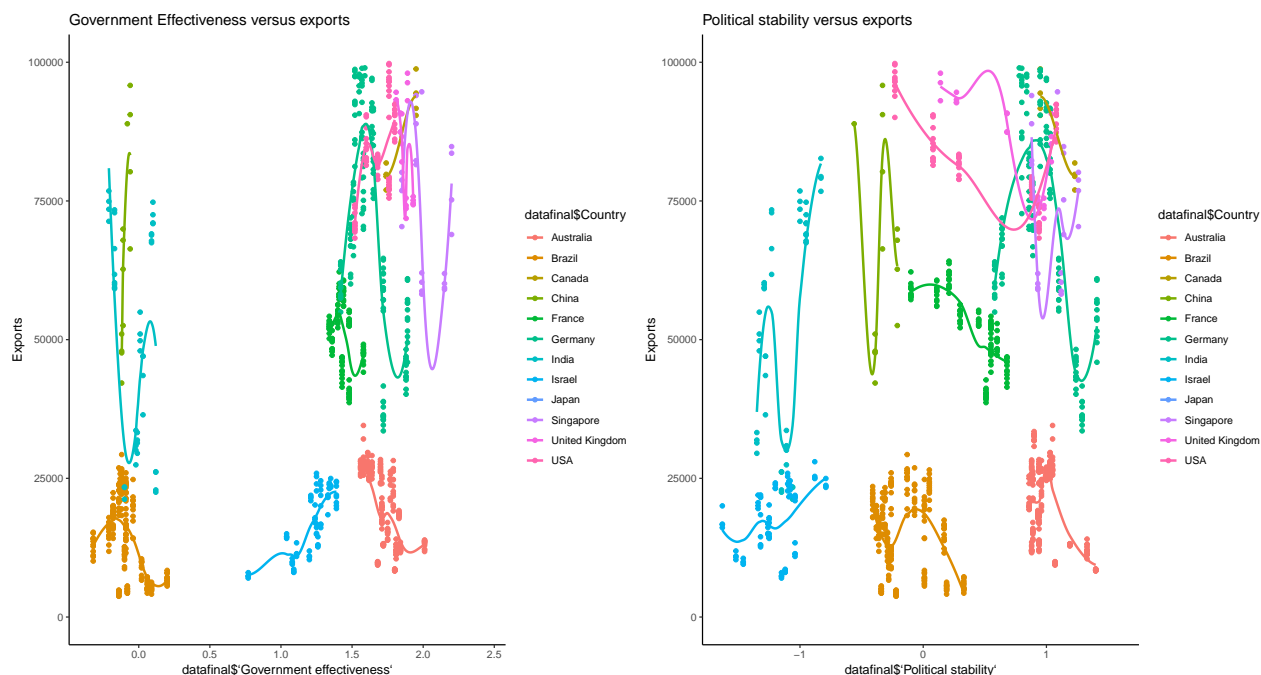 Government Effectiveness versus exports
100000
75000
50000
25000
0
Exports
0.0 0.5 1.0 1.5 2.0 2.5
datafinal$‘Government effectiveness‘
datafinal$Country
Australia
Brazil
Canada
China
France
Germany
India
Israel
Japan
Singapore
United Kingdom
USA
Political stability versus exports
100000
75000
50000
25000
0
Exports
−1 0 1
datafinal$‘Political stability‘
datafinal$Country
Australia
Brazil
Canada
China
France
Germany
India
Israel
Japan
Singapore
United Kingdom
USA